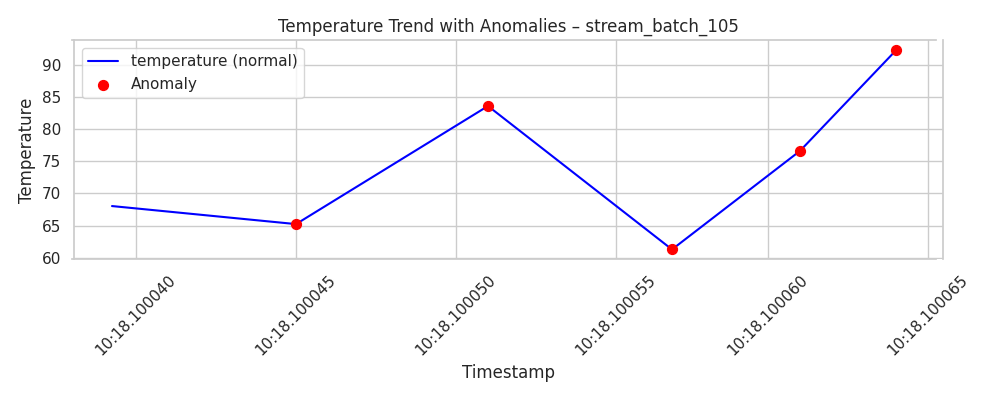 Temperature Trend with Anomalies – stream_batch_105
temperature (normal)
Anomaly
Temperature
90
85
80
75
70
65
60
10:18.100040
10:18.100045
10:18.100050
10:18.100055
10:18.100060
10:18.100065
Timestamp